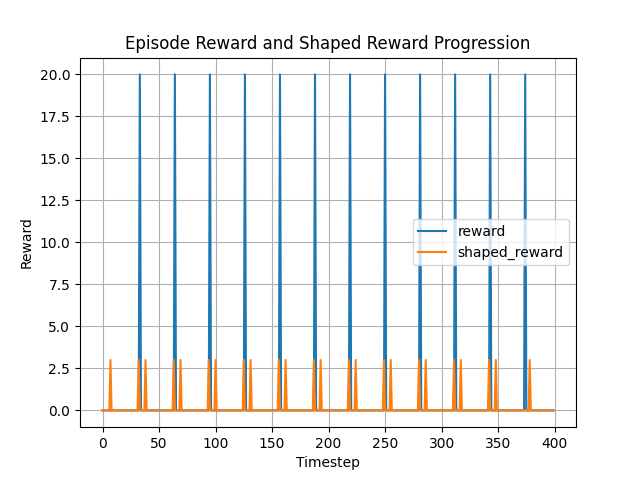 Episode Reward and Shaped Reward Progression
20.0
17.5
15.0
12.5
10.0
7.5
5.0
2.5
0.0
Reward
reward
shaped_reward
0 50 100 150 200 250 300 350 400
Timestep